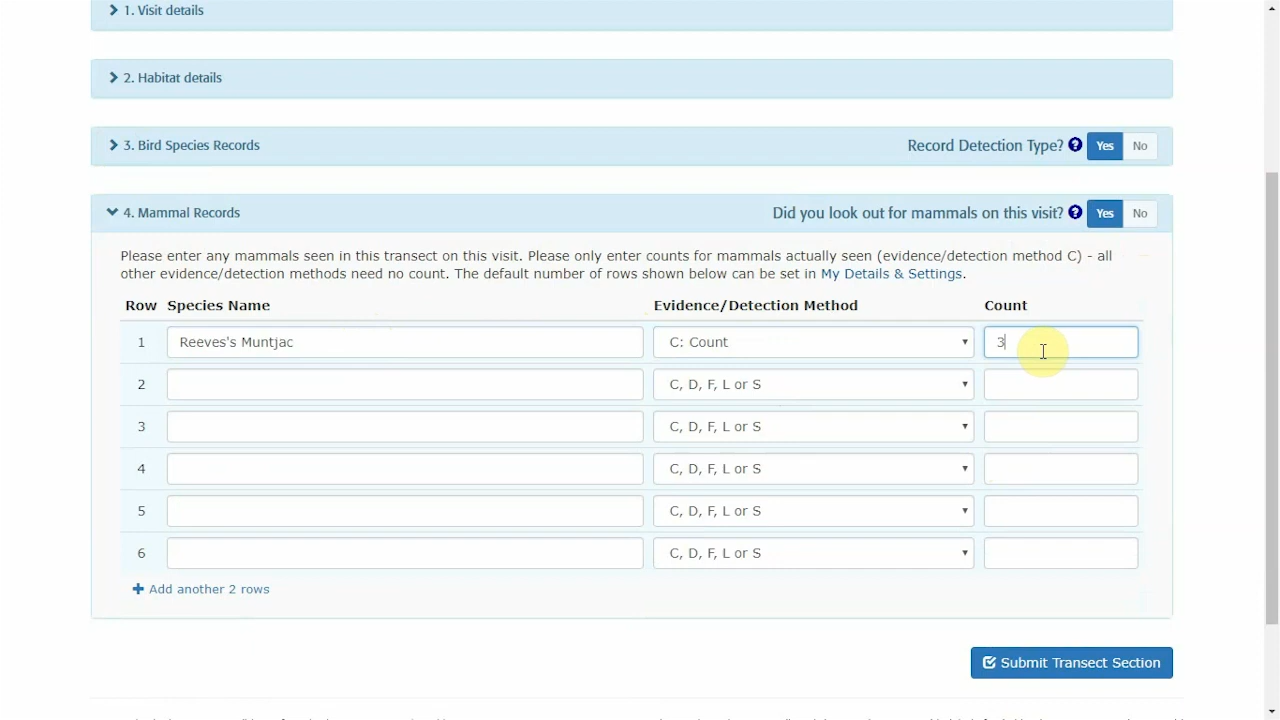 1. Visit details
2. Habitat details
3. Bird Species Records Record Detection Type? Yes No
4. Mammal Records Did you look out for mammals on this visit? Yes No
Please enter any mammals seen in this transect on this visit. Please only enter counts for mammals actually seen (evidence/detection method C) - all
other evidence/detection methods need no count. The default number of rows shown below can be set in My Details & Settings.
Row Species Name Evidence/Detection Method Count
1 Reeves's Muntjac C: Count 3
2 C, D, F, L or S
3 C, D, F, L or S
4 C, D, F, L or S
5 C, D, F, L or S
6 C, D, F, L or S
Add another 2 rows
Submit Transect Section